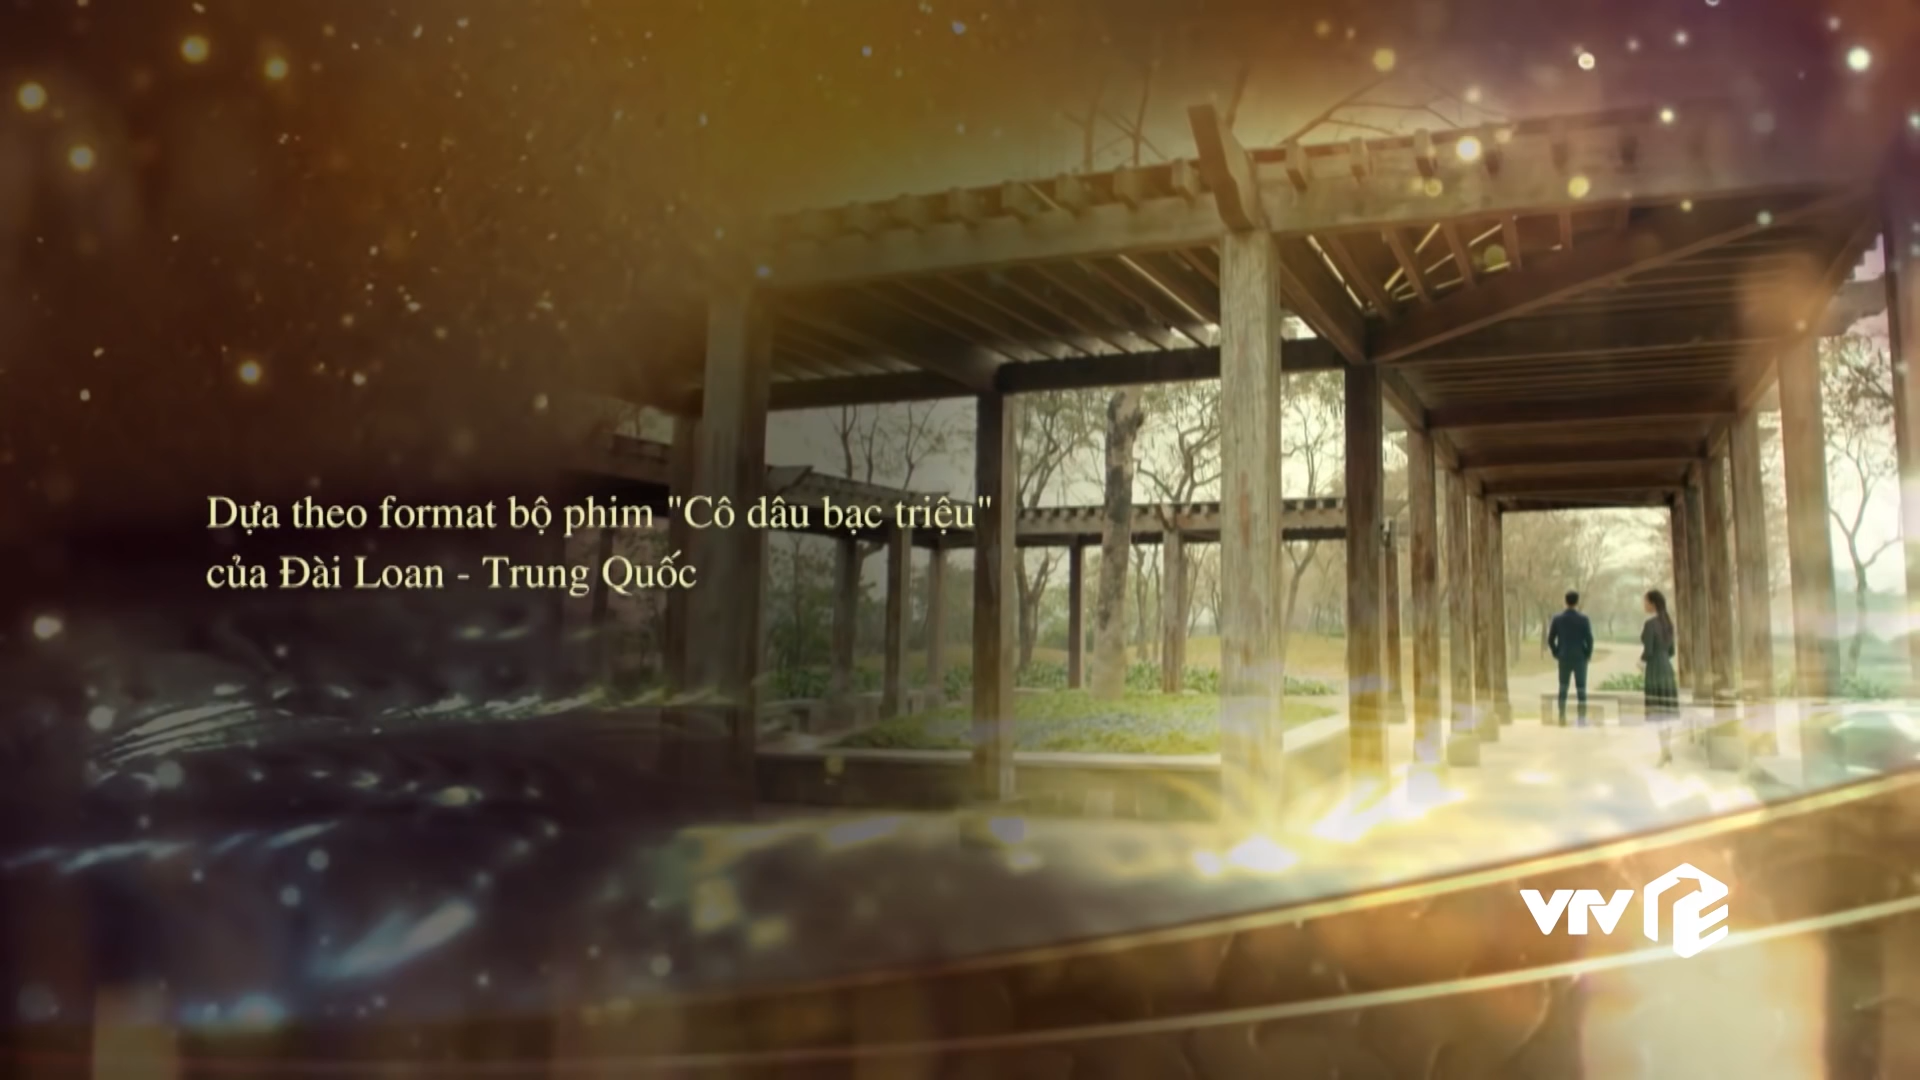 Dựa theo format bộ phim "Cô dâu bạc triệu"
của Đài Loan - Trung Quốc
VTV